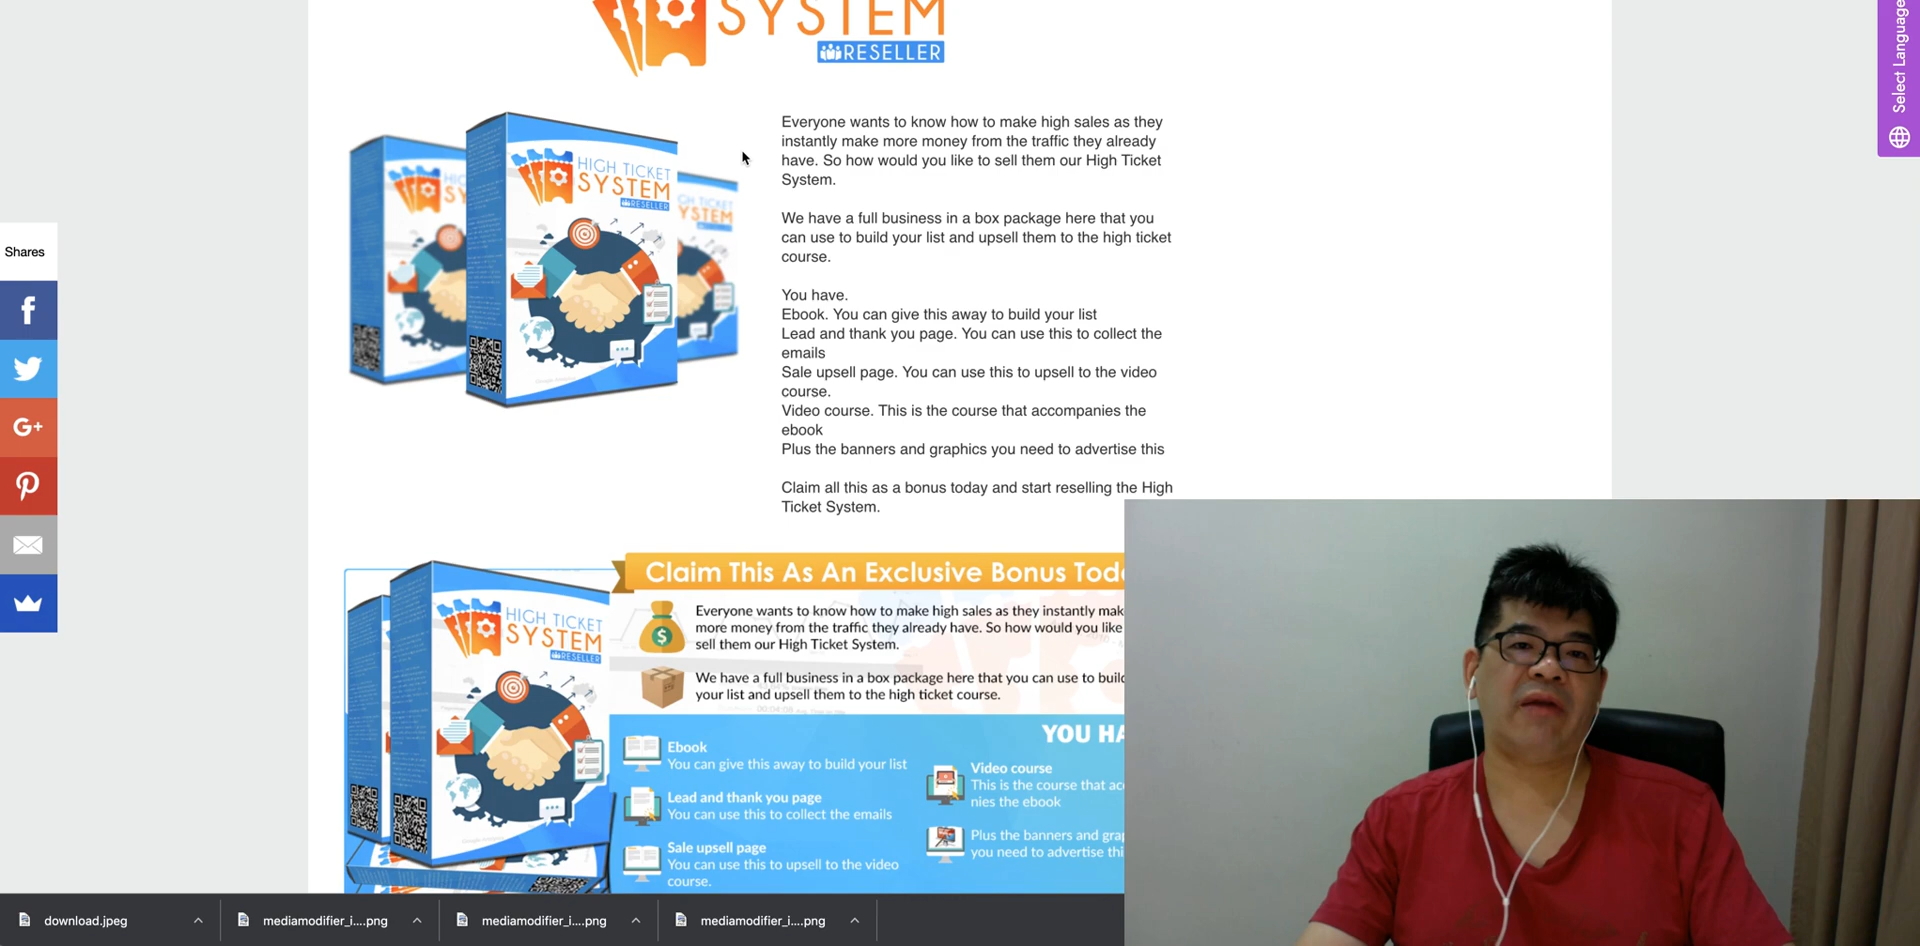 SYSTEM
RESELLER
Select Language
Everyone wants to know how to make high sales as they
instantly make more money from the traffic they already
have. So how would you like to sell them our High Ticket
System.
We have a full business in a box package here that you
can use to build your list and upsell them to the high ticket
course.
You have.
Ebook. You can give this away to build your list
Lead and thank you page. You can use this to collect the
emails
Sale upsell page. You can use this to upsell to the video
course.
Video course. This is the course that accompanies the
ebook
Plus the banners and graphics you need to advertise this
Claim all this as a bonus today and start reselling the High
Ticket System.
HIGH TICKET
SYSTEM
RESELLER
Shares
Claim This As An Exclusive Bonus Tod
Everyone wants to know how to make high sales as they instantly mak
more money from the traffic they already have. So how would you like
sell them our High Ticket System.
We have a full business in a box package here that you can use to build
your list and upsell them to the high ticket course.
HIGH TICKET
SYSTEM
RESELLER
YOU HA
Ebook
You can give this away to build your list
Lead and thank you page
You can use this to collect the emails
Sale upsell page
You can use this to upsell to the video
course.
Video course
This is the course that ac
nies the ebook
Plus the banners and gra
you need to advertise thi
download.jpeg
mediamodifier_i....png
mediamodifier_i....png
mediamodifier_i....png